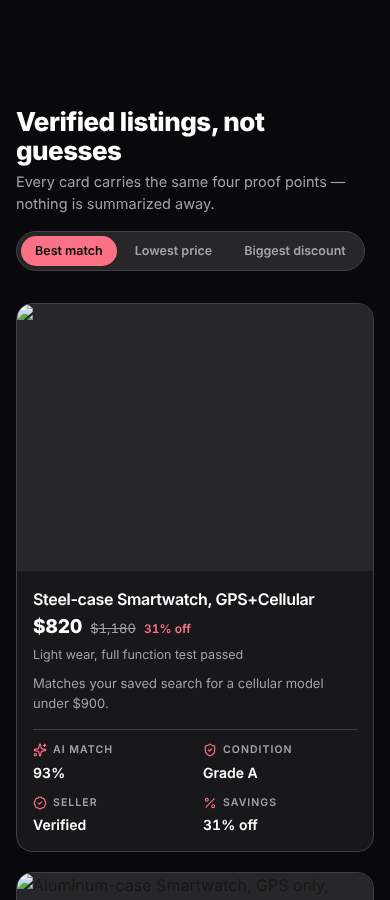 Verified listings, not
guesses
Every card carries the same four proof points —
nothing is summarized away.
Best match
Lowest price
Biggest discount
Steel-case Smartwatch, GPS+Cellular
$820 $1,180 31% off
Light wear, full function test passed
Matches your saved search for a cellular model
under $900.
AI MATCH
93%
CONDITION
Grade A
SELLER
Verified
SAVINGS
31% off
Aluminum-case Smartwatch, GPS only,